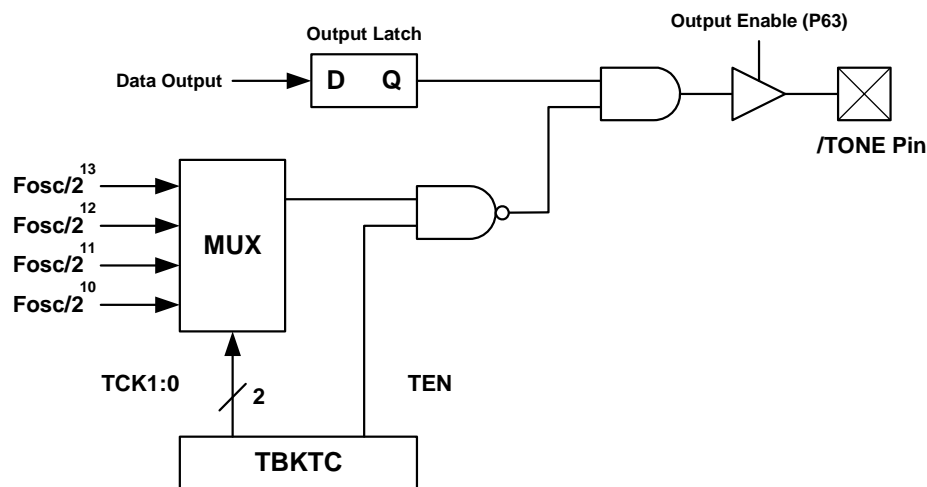 Output Enable (P63)
Output Latch
Data Output
D Q
/TONE Pin
Fosc/2^13
Fosc/2^12
Fosc/2^11
Fosc/2^10
MUX
TCK1:0
2
TEN
TBKTC